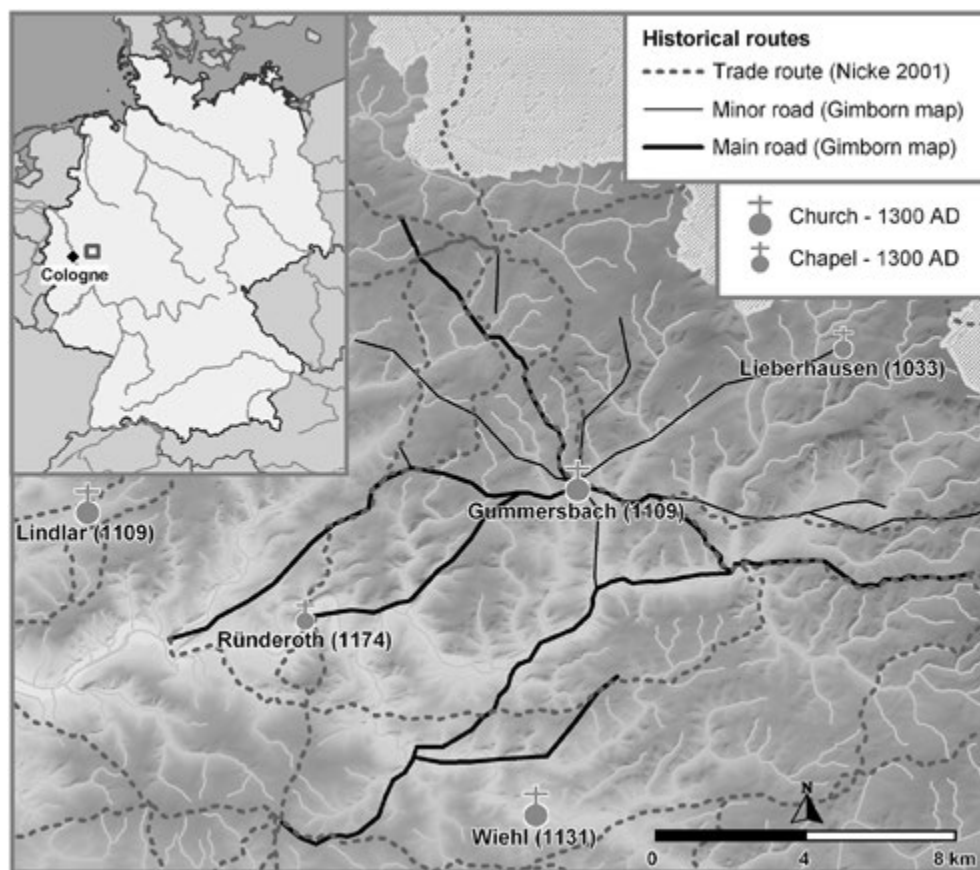 Historical routes
Trade route (Nicke 2001)
Minor road (Gimborn map)
Main road (Gimborn map)
Church - 1300 AD
Chapel - 1300 AD
Cologne
Lieberhausen (1033)
Gummersbach (1109)
Lindlar (1109)
Ründeroth (1174)
Wiehl (1131)
N
0 4 8 km